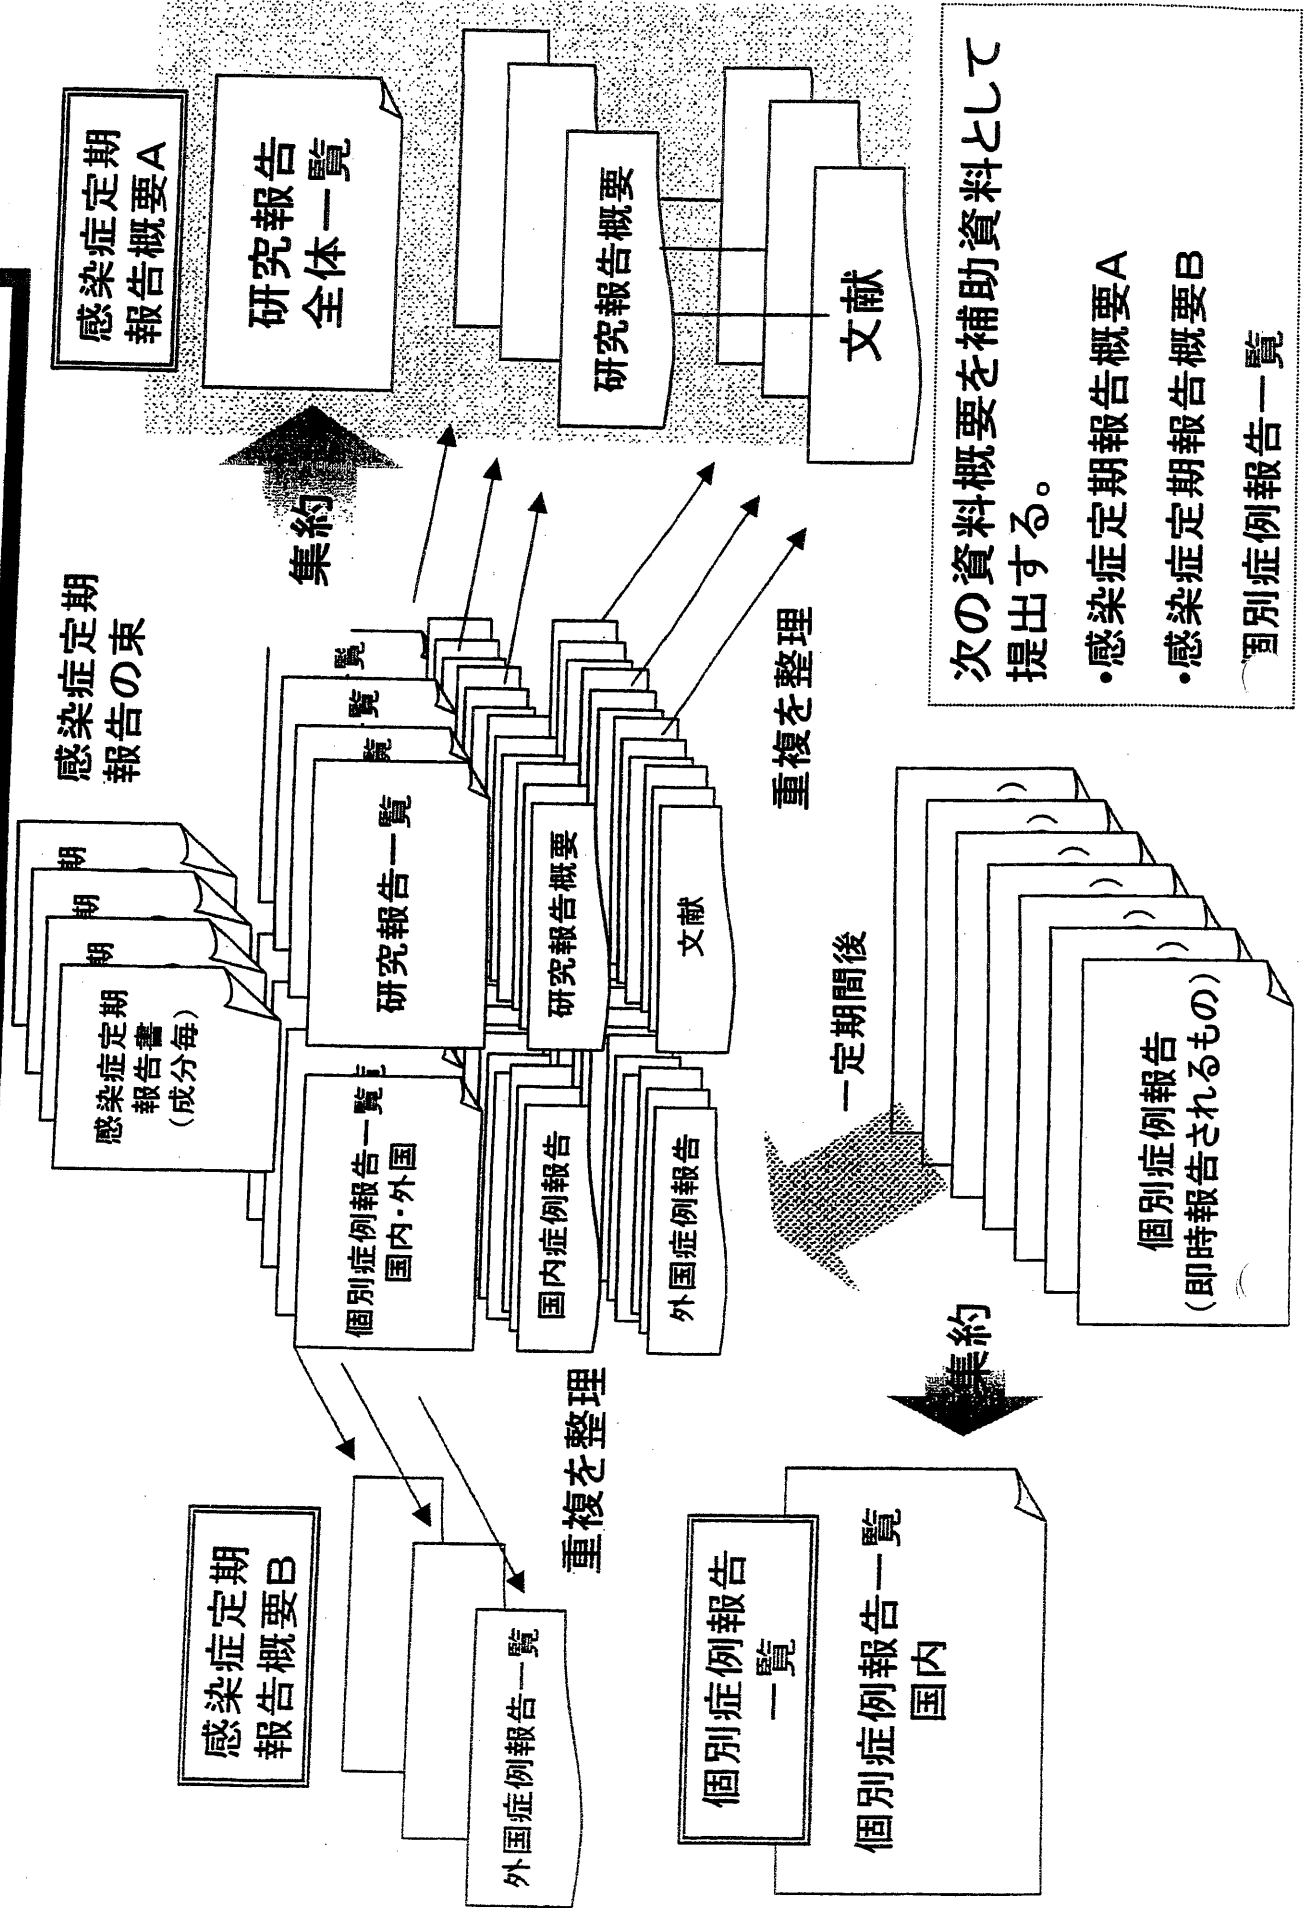 感染症定期
報告の束
感染症定期
報告概要B
外国症例報告一覧
重複を整理
感染症定期
報告書
(成分毎)
期
期
期
個別症例報告一覧
国内・外国
国内症例報告
外国症例報告
研究報告一覧
覧
一覧
一覧
研究報告概要
文献
重複を整理
集約
感染症定期
報告概要A
研究報告
全体一覧
研究報告概要
文献
個別症例報告
一覧
個別症例報告一覧
国内
集約
一定期間後
個別症例報告
(即時報告されるもの)
次の資料概要を補助資料として
提出する。
・感染症定期報告概要A
・感染症定期報告概要B
個別症例報告一覧